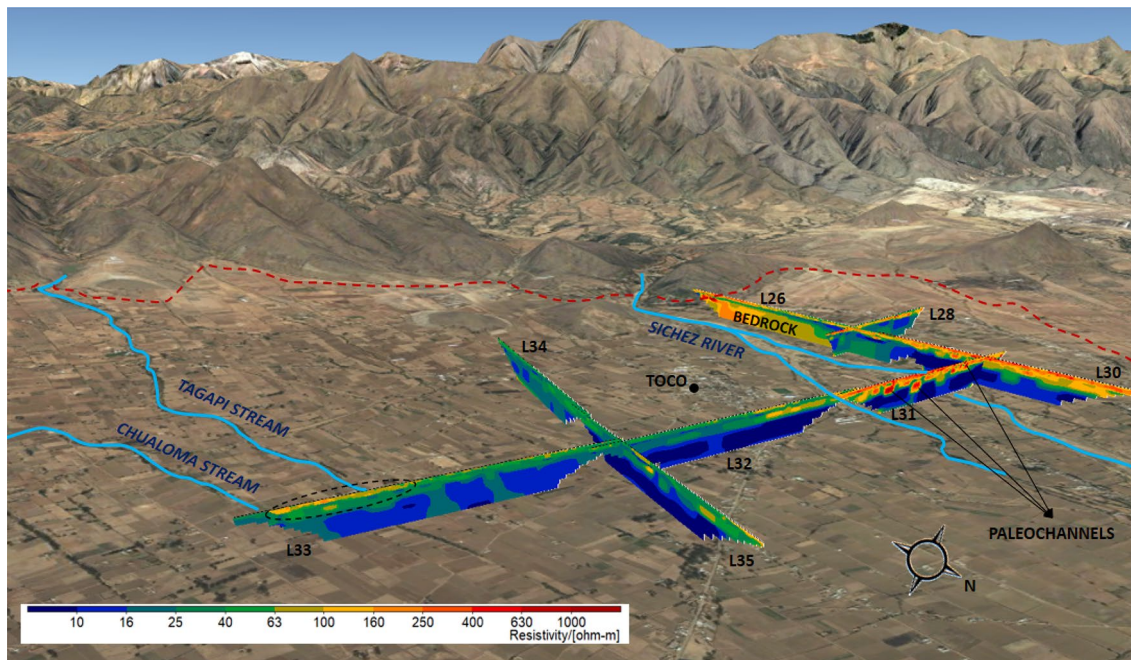 L26
L28
BEDROCK
SICHEZ RIVER
L34
L30
TOCO
TAGAPI STREAM
L31
CHUALOMA STREAM
L32
PALEOCHANNELS
L33
L35
N
10 16 25 40 63 100 160 250 400 630 1000
Resistivity/[ohm-m]